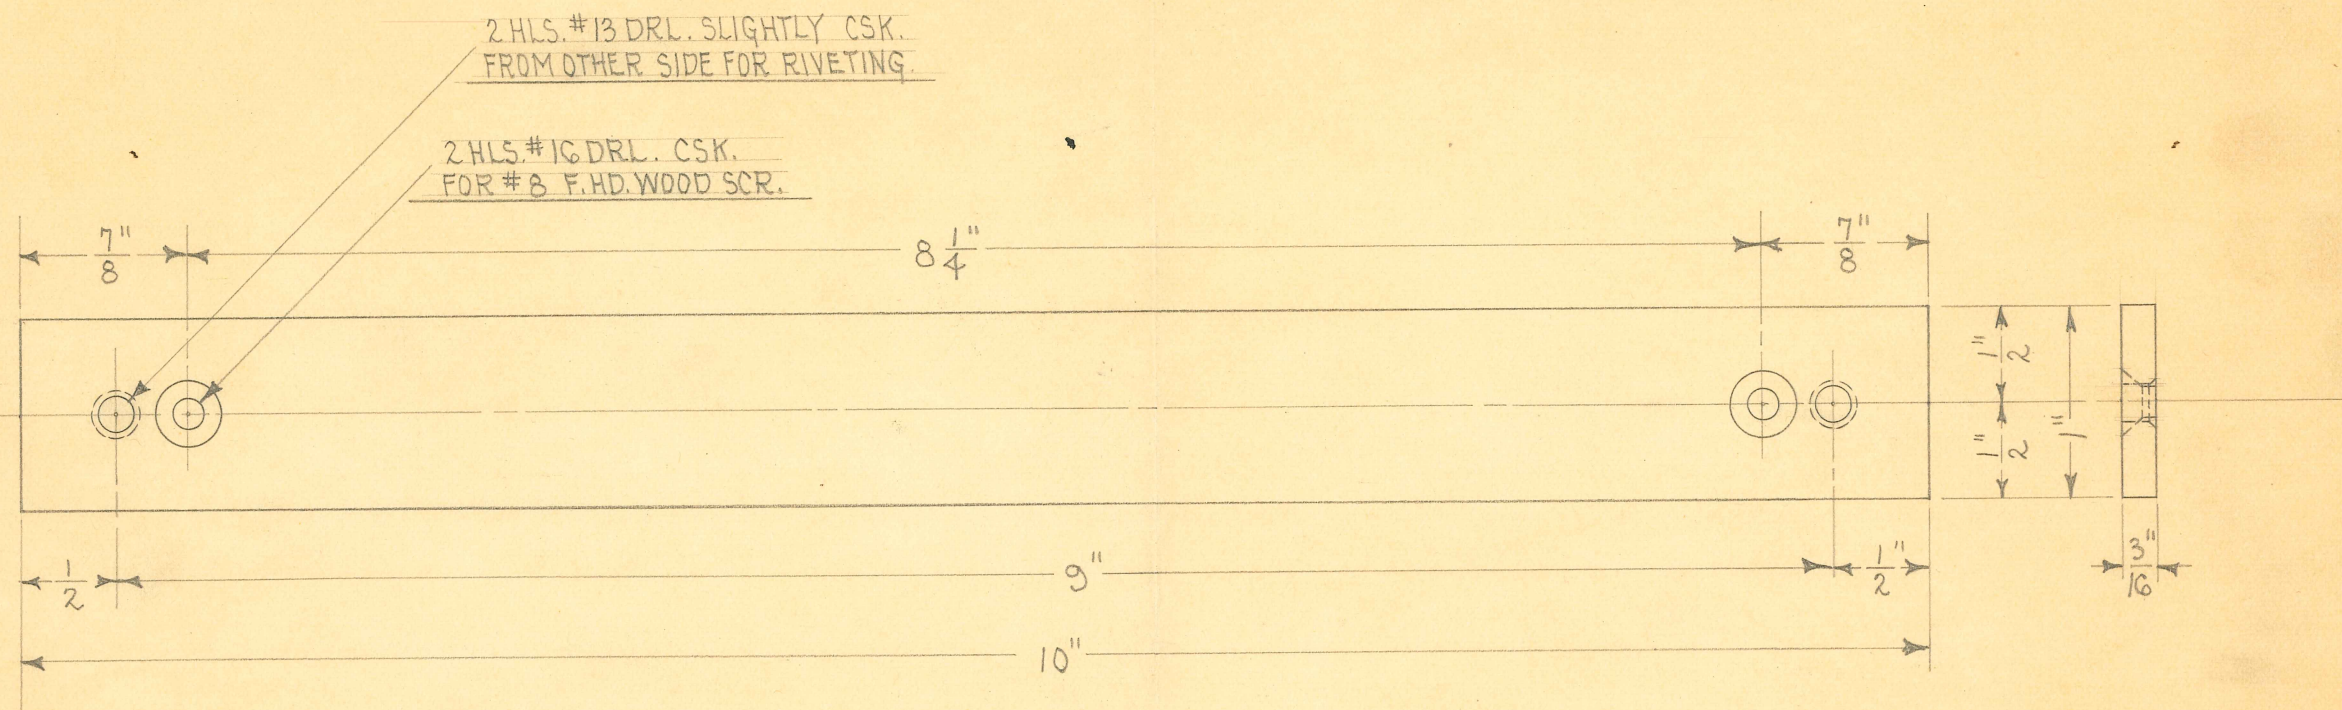 2 HLS. #13 DRL. SLIGHTLY CSK.
FROM OTHER SIDE FOR RIVETING.
2 HLS. #16 DRL. CSK.
FOR #8 F. HD. WOOD SCR.
7/8"
8 1/4"
7/8"
1/2"
1/2"
1"
3/16"
1/2
9"
1/2"
10"